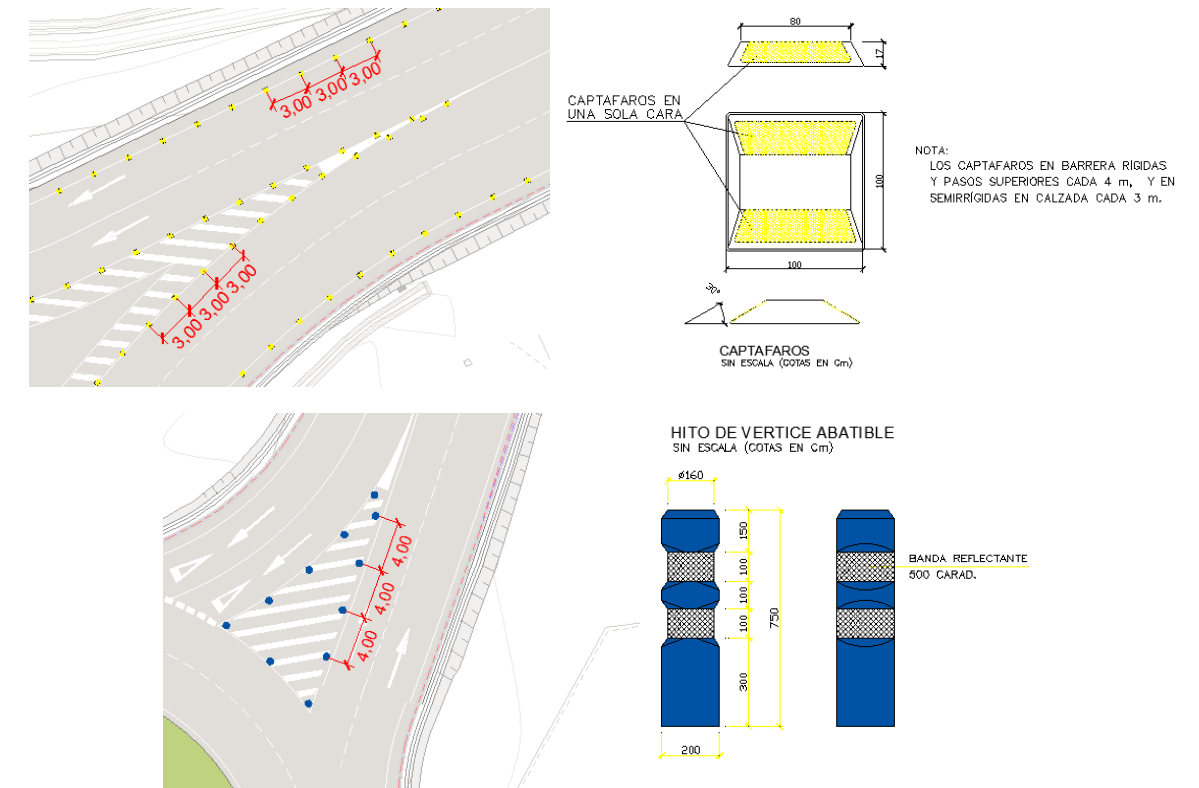 3,00
3,00
3,00
3,00
3,00
3,00
80
17
CAPTAFAROS EN
UNA SOLA CARA
100
100
30°
CAPTAFAROS
SIN ESCALA (COTAS EN Cm)
NOTA:
LOS CAPTAFAROS EN BARRERA RÍGIDAS
Y PASOS SUPERIORES CADA 4 m, Y EN
SEMIRRÍGIDAS EN CALZADA CADA 3 m.
4,00
4,00
4,00
HITO DE VERTICE ABATIBLE
SIN ESCALA (COTAS EN Cm)
ø160
150
100
100
100
300
750
200
BANDA REFLECTANTE
500 CARAD.